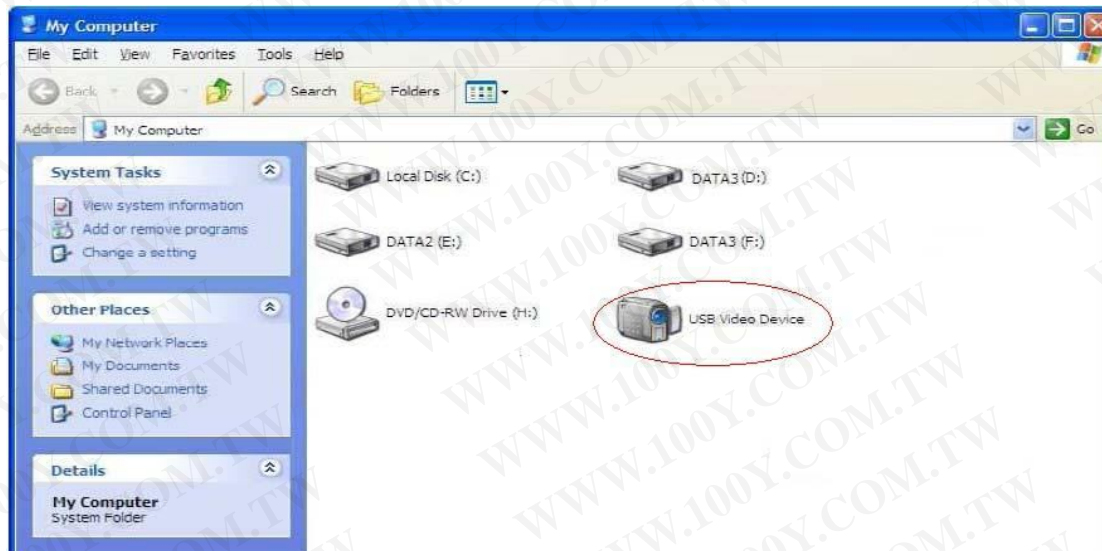 My Computer
File Edit View Favorites Tools Help
Back Search Folders
Address My Computer Go
System Tasks
View system information
Add or remove programs
Change a setting
Other Places
My Network Places
My Documents
Shared Documents
Control Panel
Details
My Computer
System Folder
Local Disk (C:) DATA3(D:)
DATA2 (E:) DATA3 (F:)
DVD/CD-RW Drive (H:) USB Video Device
WWW.100Y.COM.TW